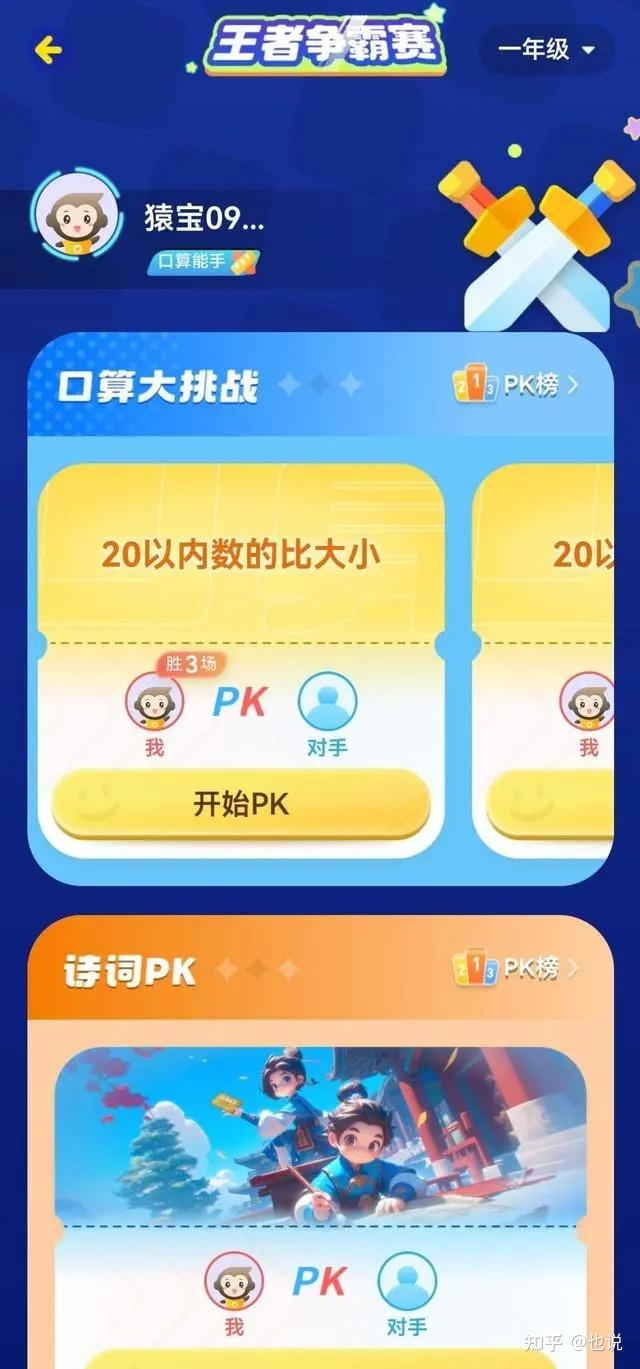 王者争霸赛
一年级
猿宝09...
口算能手
口算大挑战
213
PK榜
20以内数的比大小
20以
胜3场
PK
我
对手
我
开始PK
诗词PK
213
PK榜
PK
我
对手
知乎 @也说